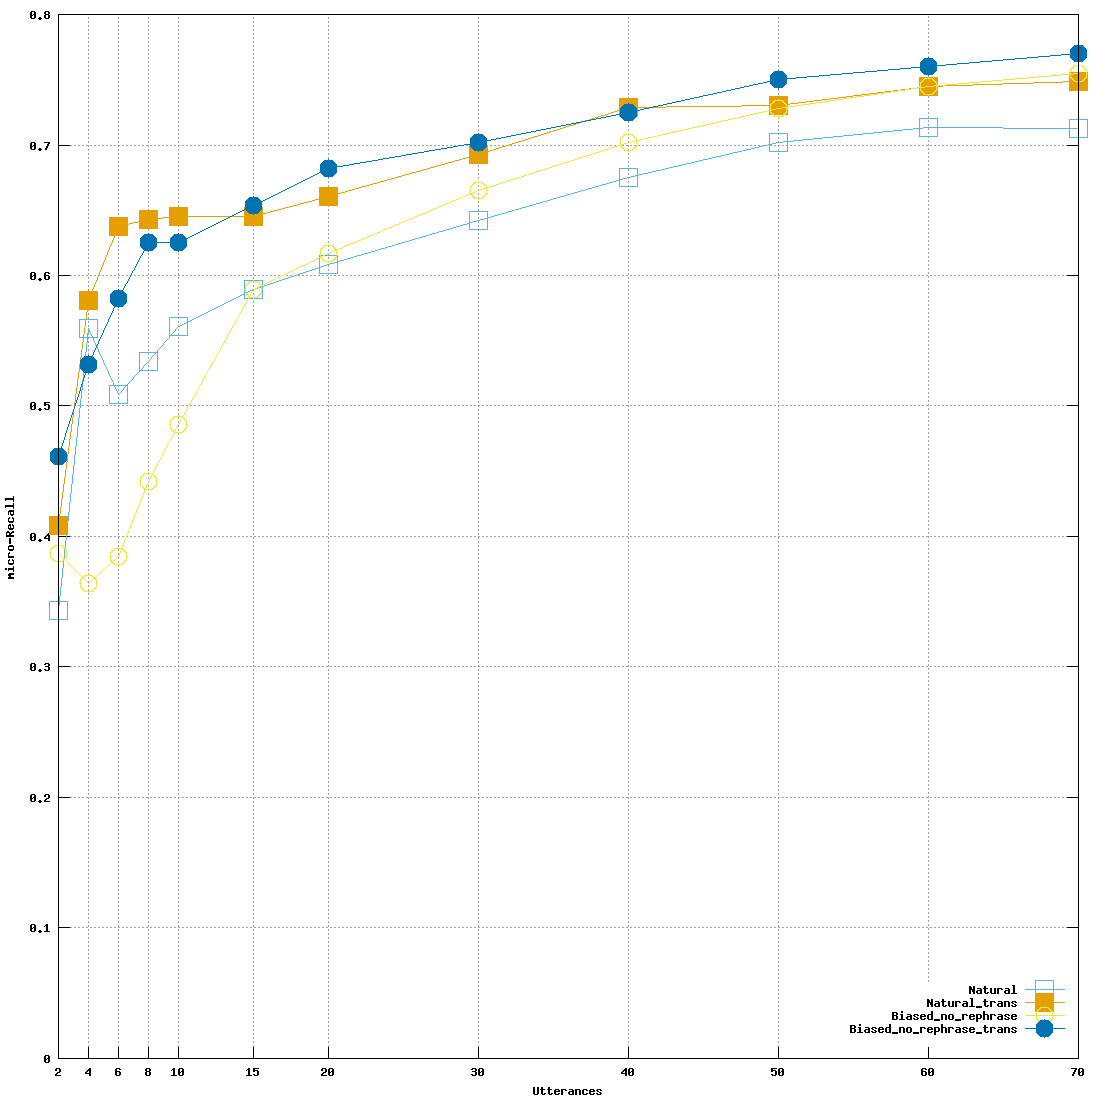 0.8
0.7
0.6
0.5
0.4
0.3
0.2
0.1
0
micro-Recall
Natural
Natural_trans
Biased_no_rephrase
Biased_no_rephrase_trans
2 4 6 8 10 15 20 30 40 50 60 70
Utterances